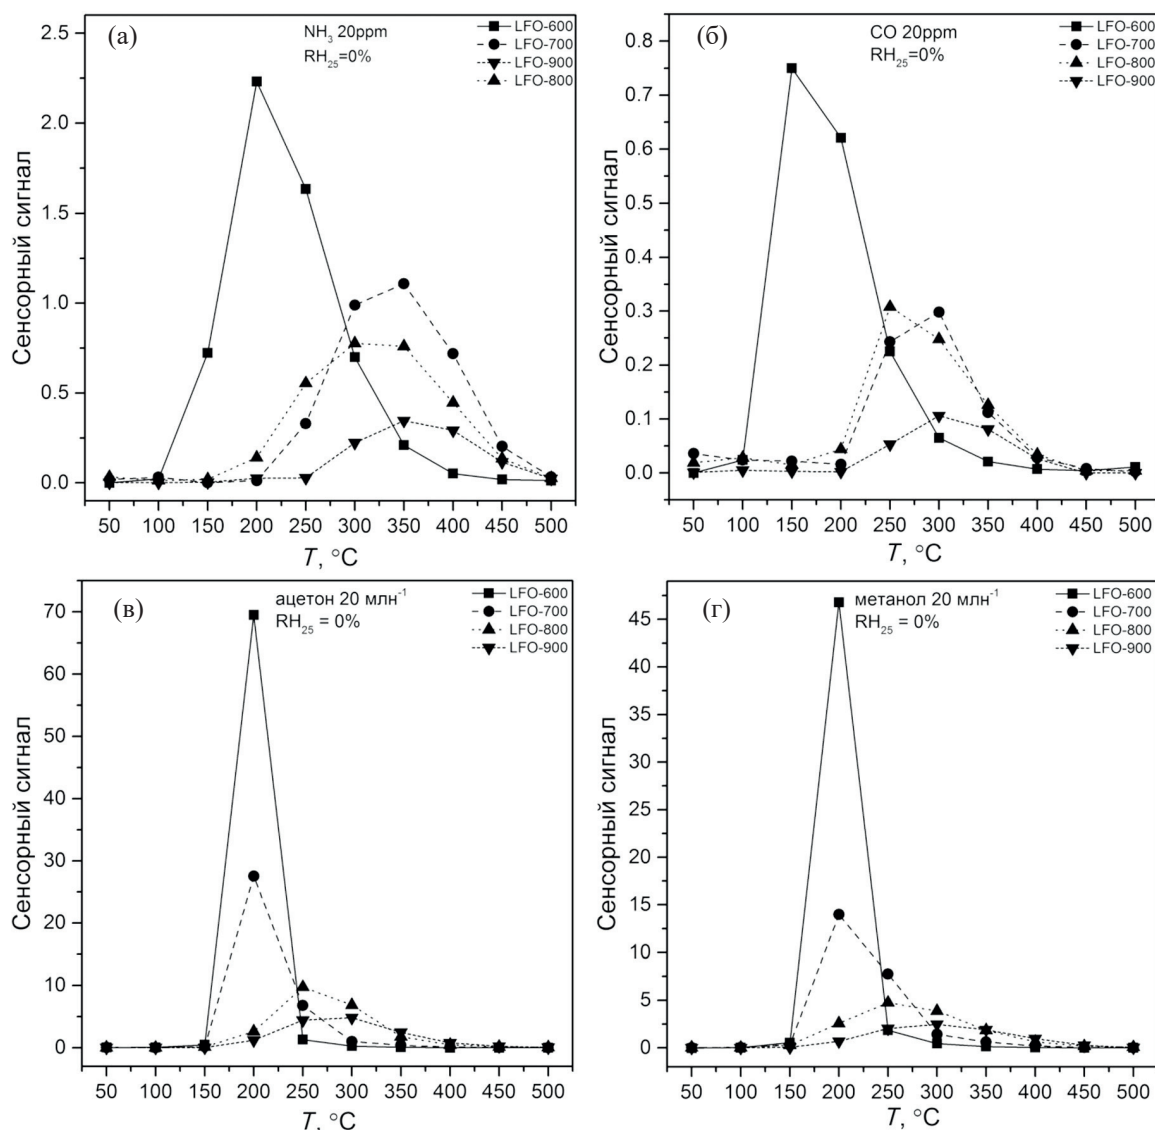 (а)
NH3 20ppm
RH25=0%
LFO-600
LFO-700
LFO-900
LFO-800
Сенсорный сигнал
2.5
2.0
1.5
1.0
0.5
0.0
50 100 150 200 250 300 350 400 450 500
T, °C
(б)
CO 20ppm
RH25=0%
LFO-600
LFO-700
LFO-800
LFO-900
Сенсорный сигнал
0.8
0.7
0.6
0.5
0.4
0.3
0.2
0.1
0.0
50 100 150 200 250 300 350 400 450 500
T, °C
(в)
ацетон 20 млн-1
RH25 = 0%
LFO-600
LFO-700
LFO-800
LFO-900
Сенсорный сигнал
70
60
50
40
30
20
10
0
50 100 150 200 250 300 350 400 450 500
T, °C
(г)
метанол 20 млн-1
RH25 = 0%
LFO-600
LFO-700
LFO-800
LFO-900
Сенсорный сигнал
45
40
35
30
25
20
15
10
5
0
50 100 150 200 250 300 350 400 450 500
T, °C